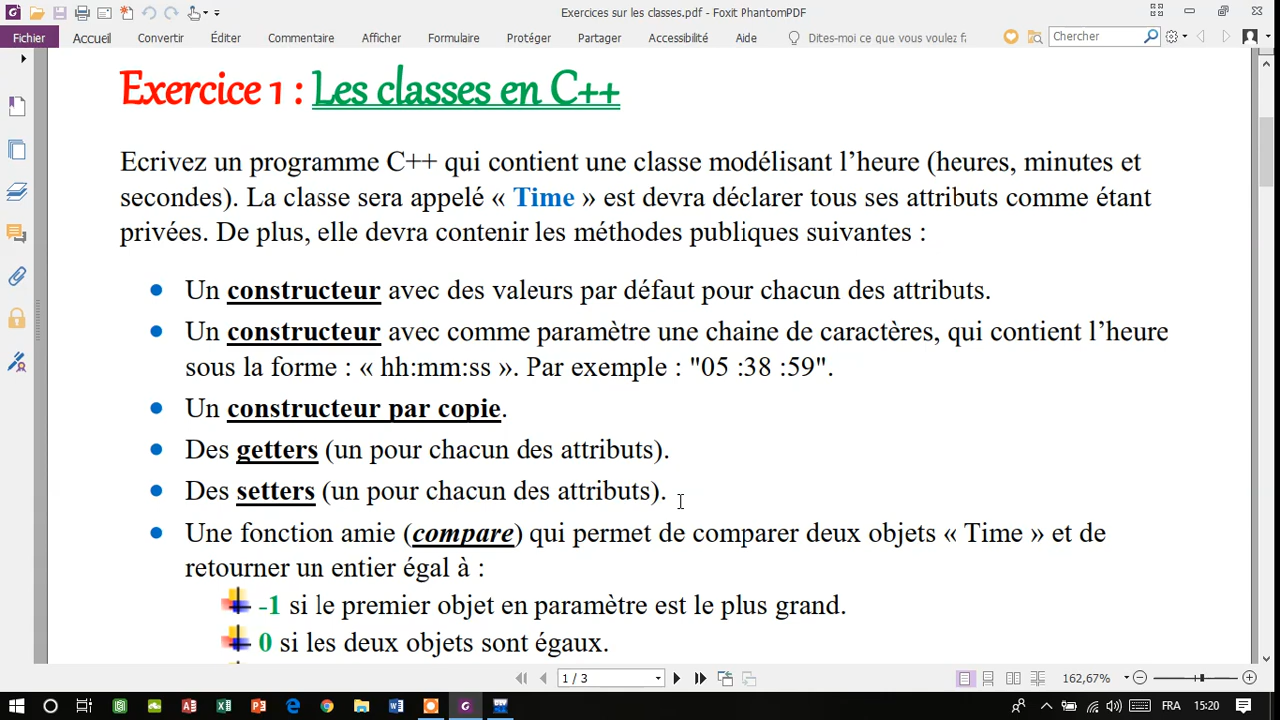 Exercices sur les classes.pdf - Foxit PhantomPDF
Fichier Accueil Convertir Éditer Commentaire Afficher Formulaire Protéger Partager Accessibilité Aide Dites-moi ce que vous voulez fa Chercher
Exercice 1 : Les classes en C++
Ecrivez un programme C++ qui contient une classe modélisant l’heure (heures, minutes et
secondes). La classe sera appelé « Time » est devra déclarer tous ses attributs comme étant
privées. De plus, elle devra contenir les méthodes publiques suivantes :
Un constructeur avec des valeurs par défaut pour chacun des attributs.
Un constructeur avec comme paramètre une chaine de caractères, qui contient l’heure
sous la forme : « hh:mm:ss ». Par exemple : "05 :38 :59".
Un constructeur par copie.
Des getters (un pour chacun des attributs).
Des setters (un pour chacun des attributs).
Une fonction amie (compare) qui permet de comparer deux objets « Time » et de
retourner un entier égal à :
-1 si le premier objet en paramètre est le plus grand.
0 si les deux objets sont égaux.
1 / 3 162,67%
FR 15:20